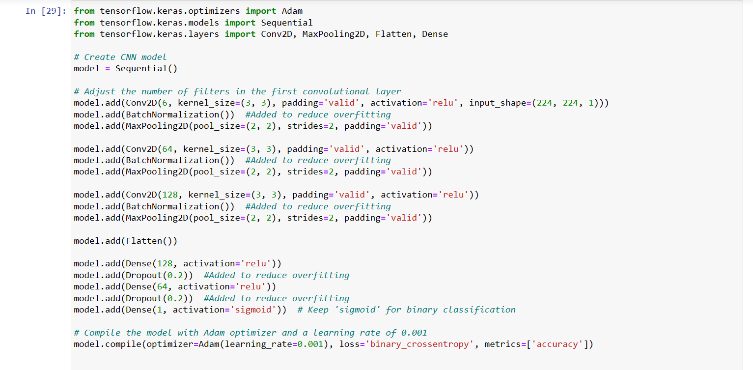 In [29]: from tensorflow.keras.optimizers import Adam
from tensorflow.keras.models import Sequential
from tensorflow.keras.layers import Conv2D, MaxPooling2D, Flatten, Dense
# Create CNN model
model = Sequential()
# Adjust the number of filters in the first convolutional layer
model.add(Conv2D(6, kernel_size=(3, 3), padding='valid', activation='relu', input_shape=(224, 224, 1)))
model.add(BatchNormalization())  #Added to reduce overfitting
model.add(MaxPooling2D(pool_size=(2, 2), strides=2, padding='valid'))
model.add(Conv2D(64, kernel_size=(3, 3), padding='valid', activation='relu'))
model.add(BatchNormalization())  #Added to reduce overfitting
model.add(MaxPooling2D(pool_size=(2, 2), strides=2, padding='valid'))
model.add(Conv2D(128, kernel_size=(3, 3), padding='valid', activation='relu'))
model.add(BatchNormalization())  #Added to reduce overfitting
model.add(MaxPooling2D(pool_size=(2, 2), strides=2, padding='valid'))
model.add(Flatten())
model.add(Dense(128, activation='relu'))
model.add(Dropout(0.2))  #Added to reduce overfitting
model.add(Dense(64, activation='relu'))
model.add(Dropout(0.2))  #Added to reduce overfitting
model.add(Dense(1, activation='sigmoid'))  # Keep 'sigmoid' for binary classification
# Compile the model with Adam optimizer and a learning rate of 0.001
model.compile(optimizer=Adam(learning_rate=0.001), loss='binary_crossentropy', metrics=['accuracy'])